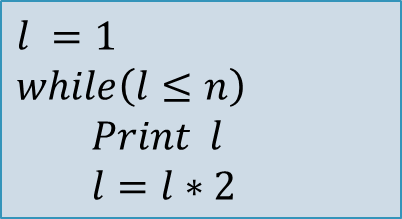 l = 1
while(l ≤ n)
Print l
l = l * 2